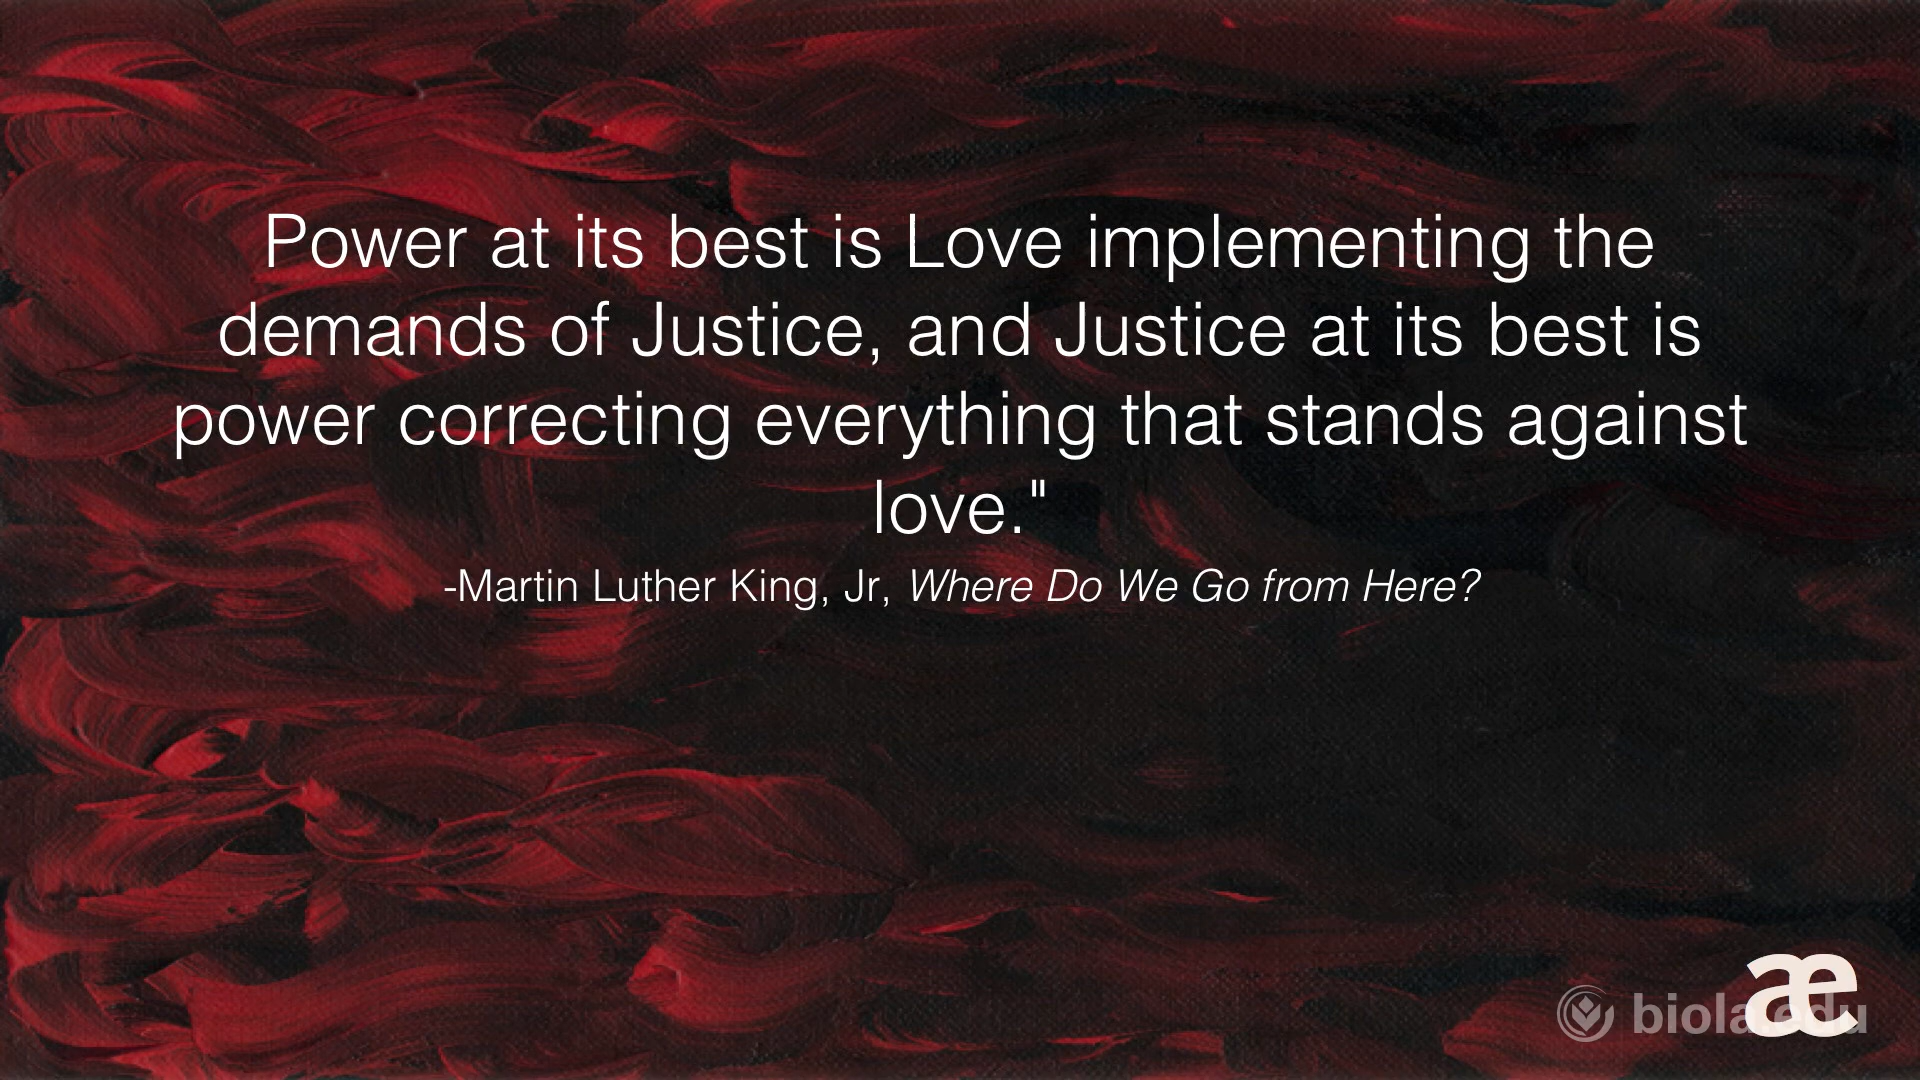 Power at its best is Love implementing the
demands of Justice, and Justice at its best is
power correcting everything that stands against
love."
-Martin Luther King, Jr, Where Do We Go from Here?
æ
biola.edu